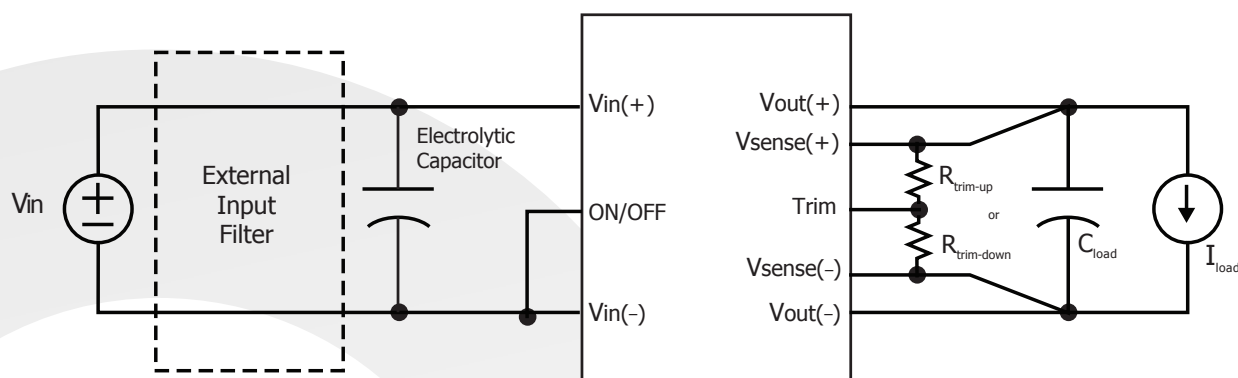 Vin
+
−
External
Input
Filter
Electrolytic
Capacitor
Vin(+)
ON/OFF
Vin(−)
Vout(+)
Vsense(+)
Trim
Vsense(−)
Vout(−)
Rtrim-up
or
Rtrim-down
Cload
Iload